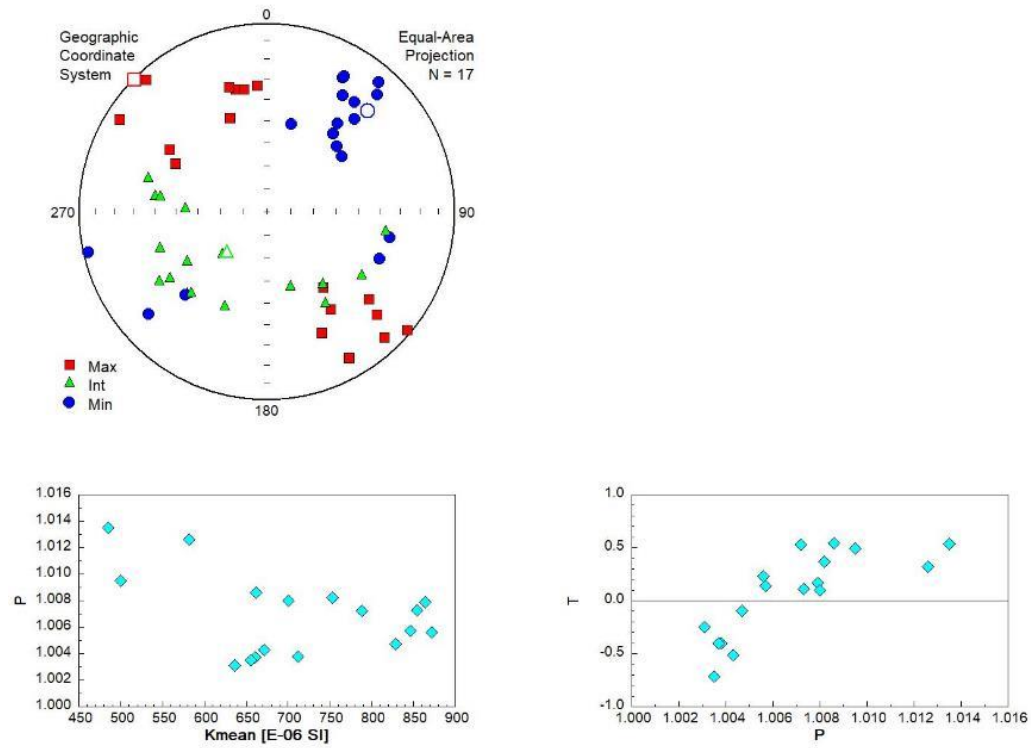 0
Geographic
Coordinate
System
Equal-Area
Projection
N = 17
270
90
180
Max
Int
Min
1.016
1.014
1.012
1.010
1.008
1.006
1.004
1.002
1.000
P
450 500 550 600 650 700 750 800 850 900
Kmean [E-06 SI]
1.0
0.5
0.0
-0.5
-1.0
T
1.000 1.002 1.004 1.006 1.008 1.010 1.012 1.014 1.016
P